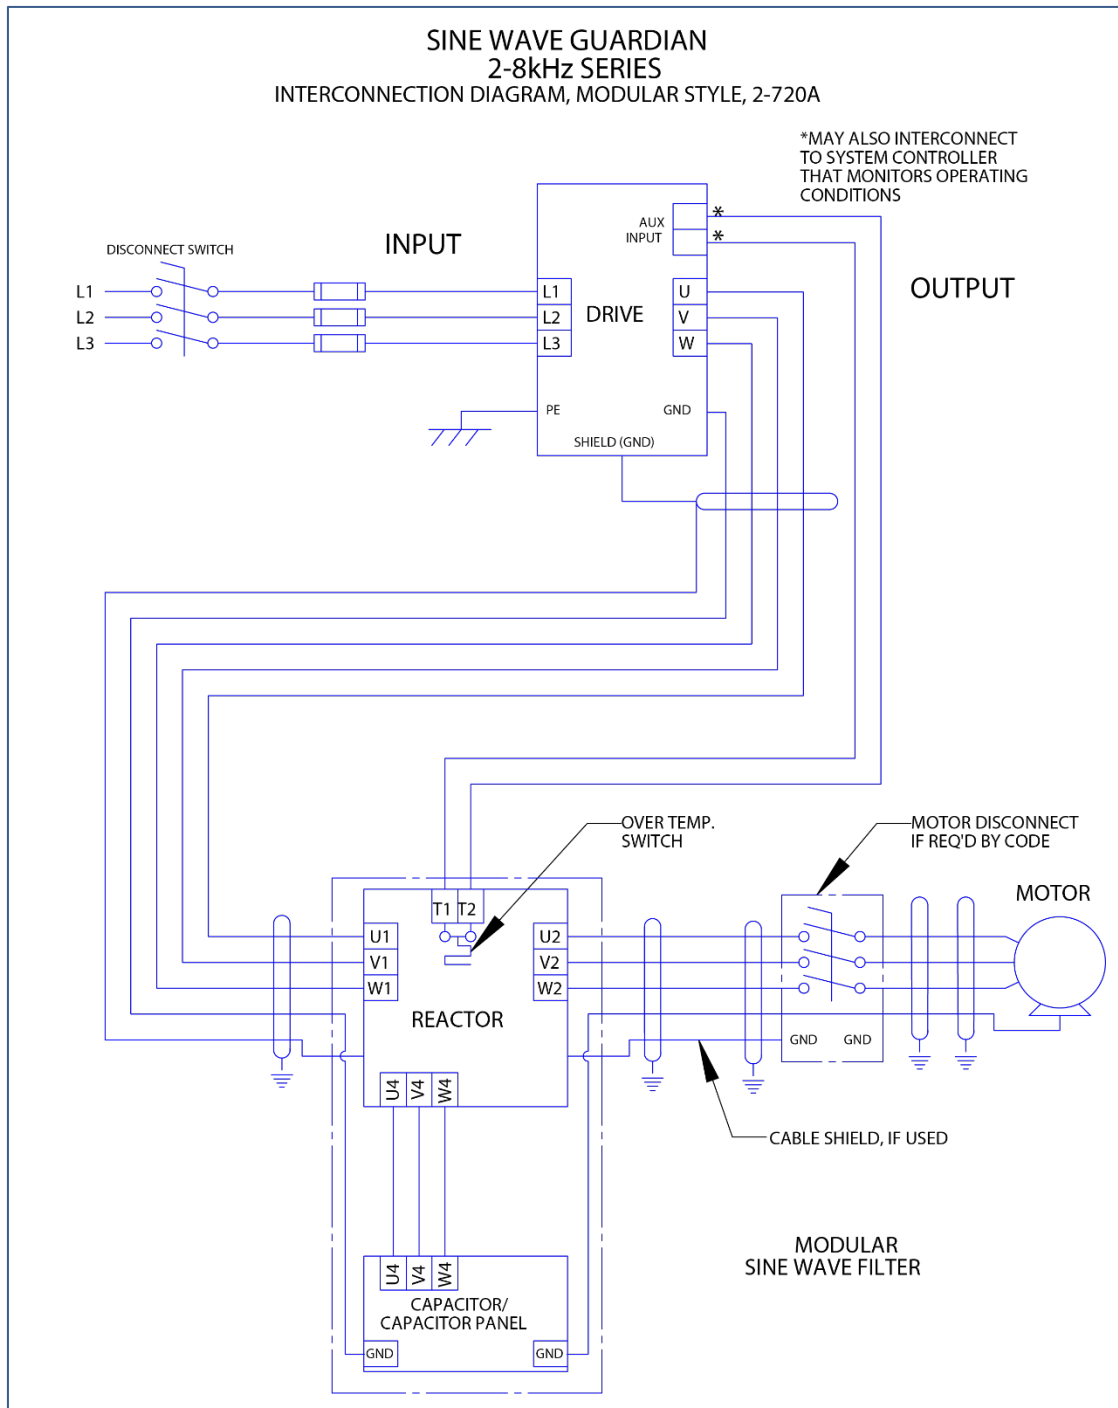 SINE WAVE GUARDIAN
2-8kHz SERIES
INTERCONNECTION DIAGRAM, MODULAR STYLE, 2-720A
*MAY ALSO INTERCONNECT
TO SYSTEM CONTROLLER
THAT MONITORS OPERATING
CONDITIONS
DISCONNECT SWITCH
INPUT
AUX
INPUT
*
*
OUTPUT
L1
L2
L3
L1
L2
L3
DRIVE
U
V
W
PE
GND
SHIELD (GND)
OVER TEMP.
SWITCH
MOTOR DISCONNECT
IF REQ'D BY CODE
MOTOR
T1
T2
U1
V1
W1
U2
V2
W2
REACTOR
GND
GND
U4
V4
W4
CABLE SHIELD, IF USED
U4
V4
W4
CAPACITOR/
CAPACITOR PANEL
GND
GND
MODULAR
SINE WAVE FILTER